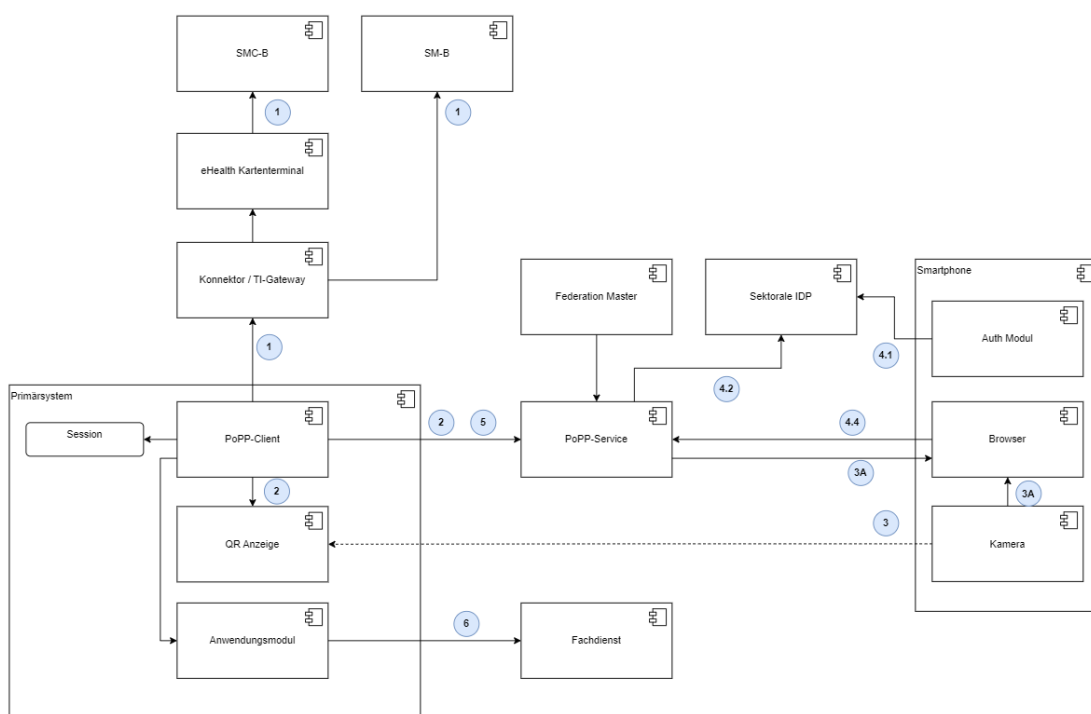 SMC-B
SM-B
1
1
eHealth Kartenterminal
Konnektor / TI-Gateway
Federation Master
Sektorale IDP
Smartphone
Auth Modul
1
4.1
4.2
Primärsystem
Session
PoPP-Client
2
5
PoPP-Service
4.4
Browser
3A
2
3A
QR Anzeige
3
Kamera
Anwendungsmodul
6
Fachdienst